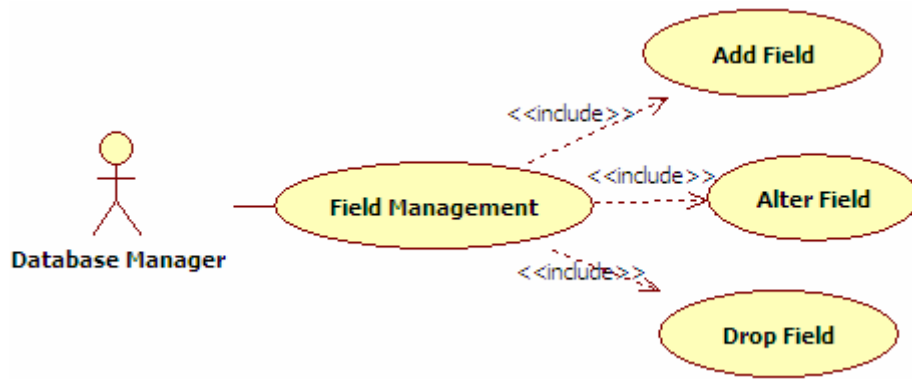 Add Field
<<include>>
<<include>>
Field Management
Alter Field
Database Manager
<<include>>
Drop Field